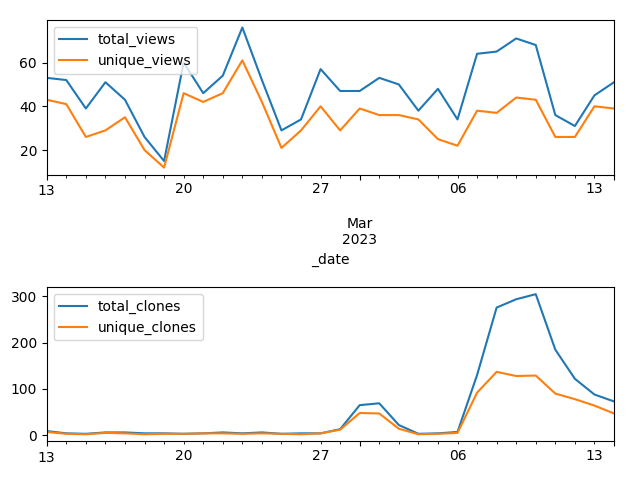 total_views
unique_views
60
40
20
13 20 27 06 13
Mar
2023
_date
total_clones
unique_clones
300
200
100
0
13 20 27 06 13